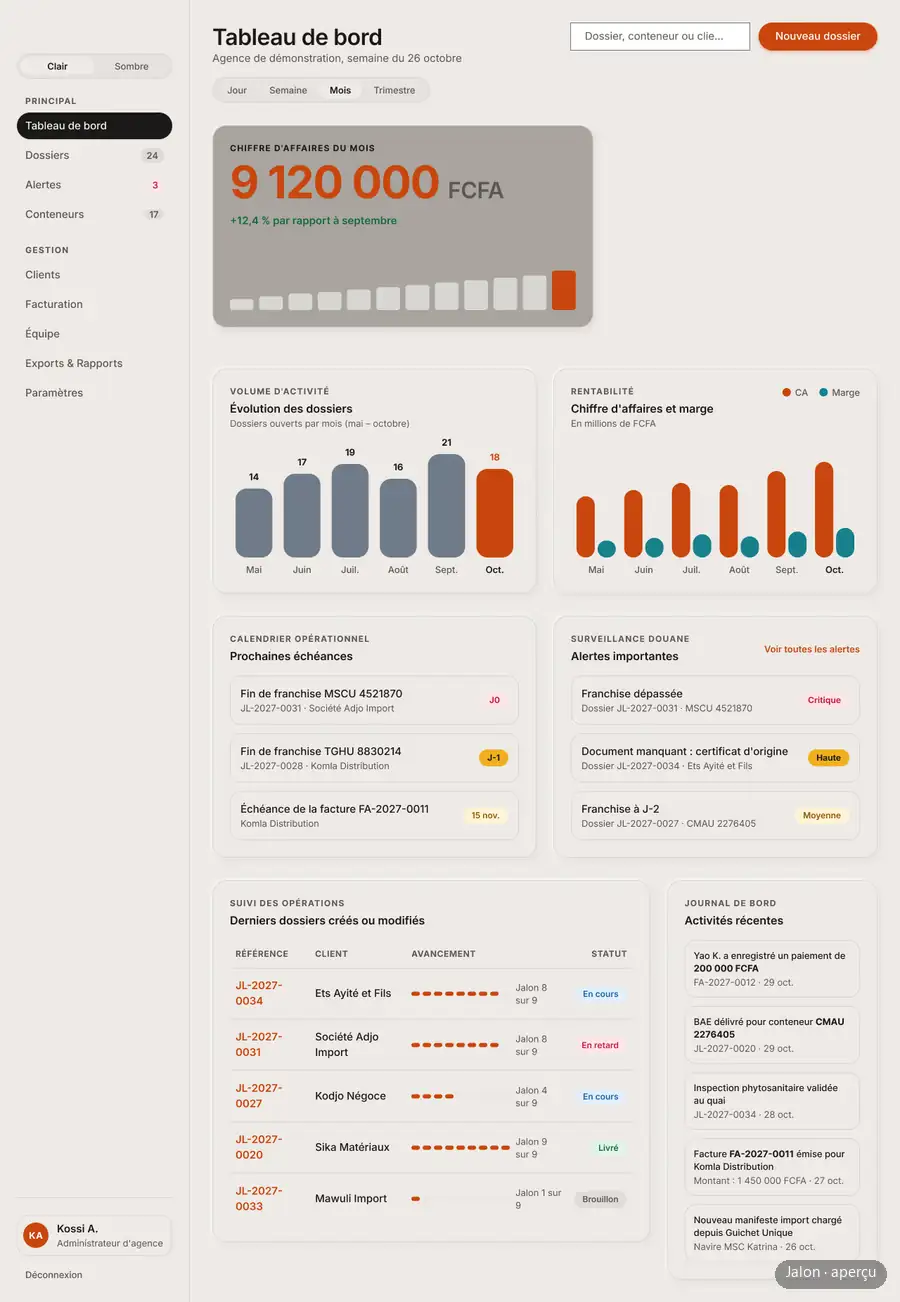 Clair
Sombre
PRINCIPAL
Tableau de bord
Dossiers
24
Alertes
3
Conteneurs
17
GESTION
Clients
Facturation
Équipe
Exports & Rapports
Paramètres
KA
Kossi A.
Administrateur d'agence
Déconnexion
Tableau de bord
Agence de démonstration, semaine du 26 octobre
Dossier, conteneur ou clie…
Nouveau dossier
Jour
Semaine
Mois
Trimestre
CHIFFRE D'AFFAIRES DU MOIS
9 120 000 FCFA
+12,4 % par rapport à septembre
VOLUME D'ACTIVITÉ
Évolution des dossiers
Dossiers ouverts par mois (mai – octobre)
14
17
19
16
21
18
Mai
Juin
Juil.
Août
Sept.
Oct.
RENTABILITÉ
Chiffre d'affaires et marge
En millions de FCFA
CA
Marge
Mai
Juin
Juil.
Août
Sept.
Oct.
CALENDRIER OPÉRATIONNEL
Prochaines échéances
Fin de franchise MSCU 4521870
JL-2027-0031 · Société Adjo Import
J0
Fin de franchise TGHU 8830214
JL-2027-0028 · Komla Distribution
J-1
Échéance de la facture FA-2027-0011
Komla Distribution
15 nov.
SURVEILLANCE DOUANE
Alertes importantes
Voir toutes les alertes
Franchise dépassée
Dossier JL-2027-0031 · MSCU 4521870
Critique
Document manquant : certificat d'origine
Dossier JL-2027-0034 · Ets Ayité et Fils
Haute
Franchise à J-2
Dossier JL-2027-0027 · CMAU 2276405
Moyenne
SUIVI DES OPÉRATIONS
Derniers dossiers créés ou modifiés
RÉFÉRENCE
CLIENT
AVANCEMENT
STATUT
JL-2027-
0034
Ets Ayité et Fils
Jalon 8
sur 9
En cours
JL-2027-
0031
Société Adjo
Import
Jalon 8
sur 9
En retard
JL-2027-
0027
Kodjo Négoce
Jalon 4
sur 9
En cours
JL-2027-
0020
Sika Matériaux
Jalon 9
sur 9
Livré
JL-2027-
0033
Mawuli Import
Jalon 1 sur
9
Brouillon
JOURNAL DE BORD
Activités récentes
Yao K. a enregistré un paiement de
200 000 FCFA
FA-2027-0012 · 29 oct.
BAE délivré pour conteneur CMAU
2276405
JL-2027-0020 · 29 oct.
Inspection phytosanitaire validée
au quai
JL-2027-0034 · 28 oct.
Facture FA-2027-0011 émise pour
Komla Distribution
Montant : 1 450 000 FCFA · 27 oct.
Nouveau manifeste import chargé
depuis Guichet Unique
Navire MSC Katrina · 26 oct.
Jalon · aperçu